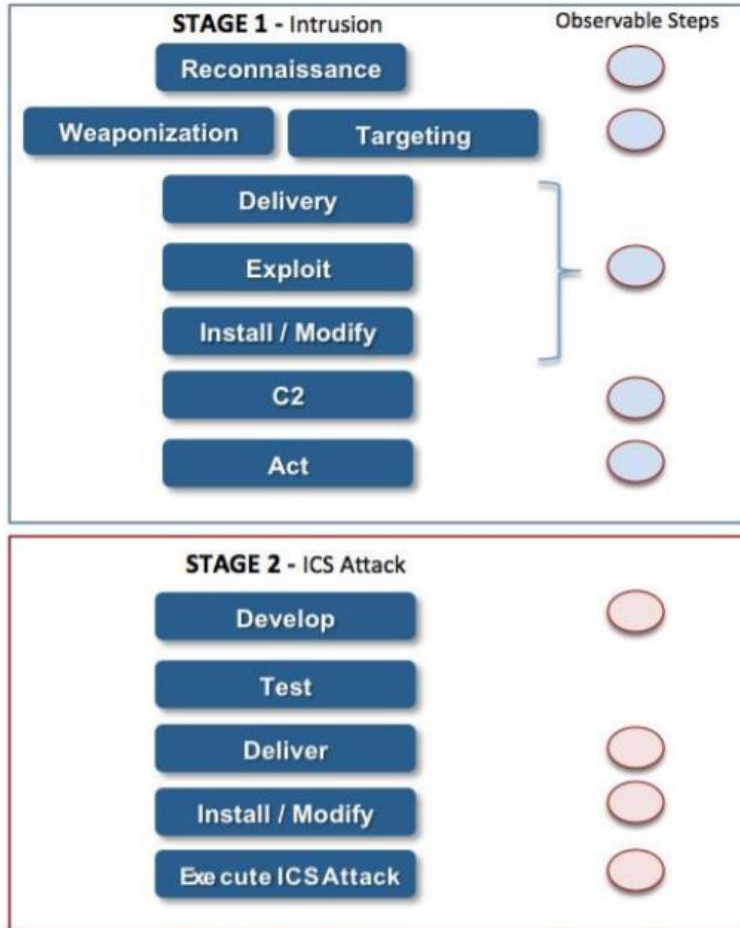 STAGE 1 - Intrusion
Observable Steps
Reconnaissance
Weaponization
Targeting
Delivery
Exploit
Install / Modify
C2
Act
STAGE 2 - ICS Attack
Develop
Test
Deliver
Install / Modify
Execute ICS Attack